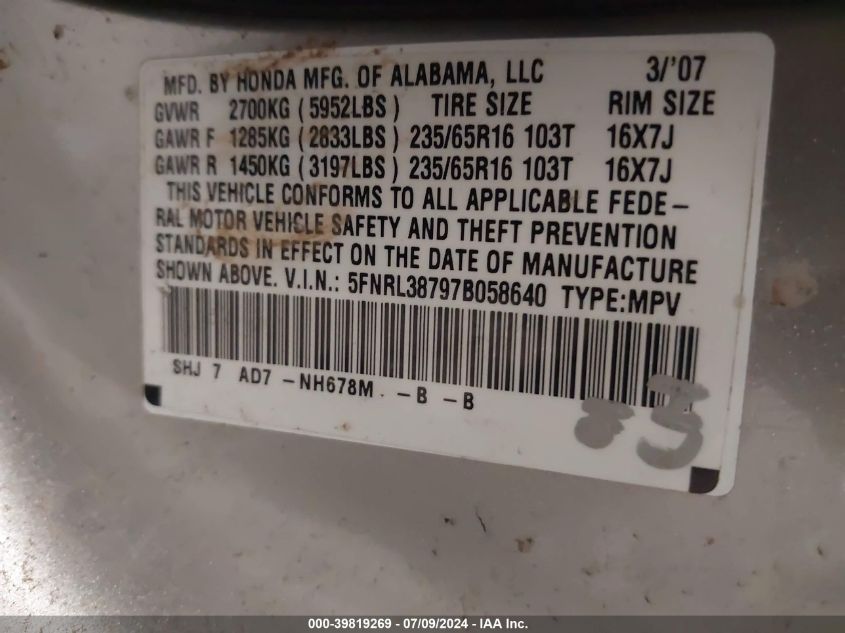 MFD. BY HONDA MFG. OF ALABAMA, LLC 3/'07
GVWR 2700KG (5952LBS) TIRE SIZE RIM SIZE
GAWR F 1285KG (2833LBS) 235/65R16 103T 16X7J
GAWR R 1450KG (3197LBS) 235/65R16 103T 16X7J
THIS VEHICLE CONFORMS TO ALL APPLICABLE FEDE-
RAL MOTOR VEHICLE SAFETY AND THEFT PREVENTION
STANDARDS IN EFFECT ON THE DATE OF MANUFACTURE
SHOWN ABOVE. V.I.N.: 5FNRL38797B058640 TYPE:MPV
SHJ 7 AD7 -NH678M -B -B
000-39819269 - 07/09/2024 - IAA Inc.